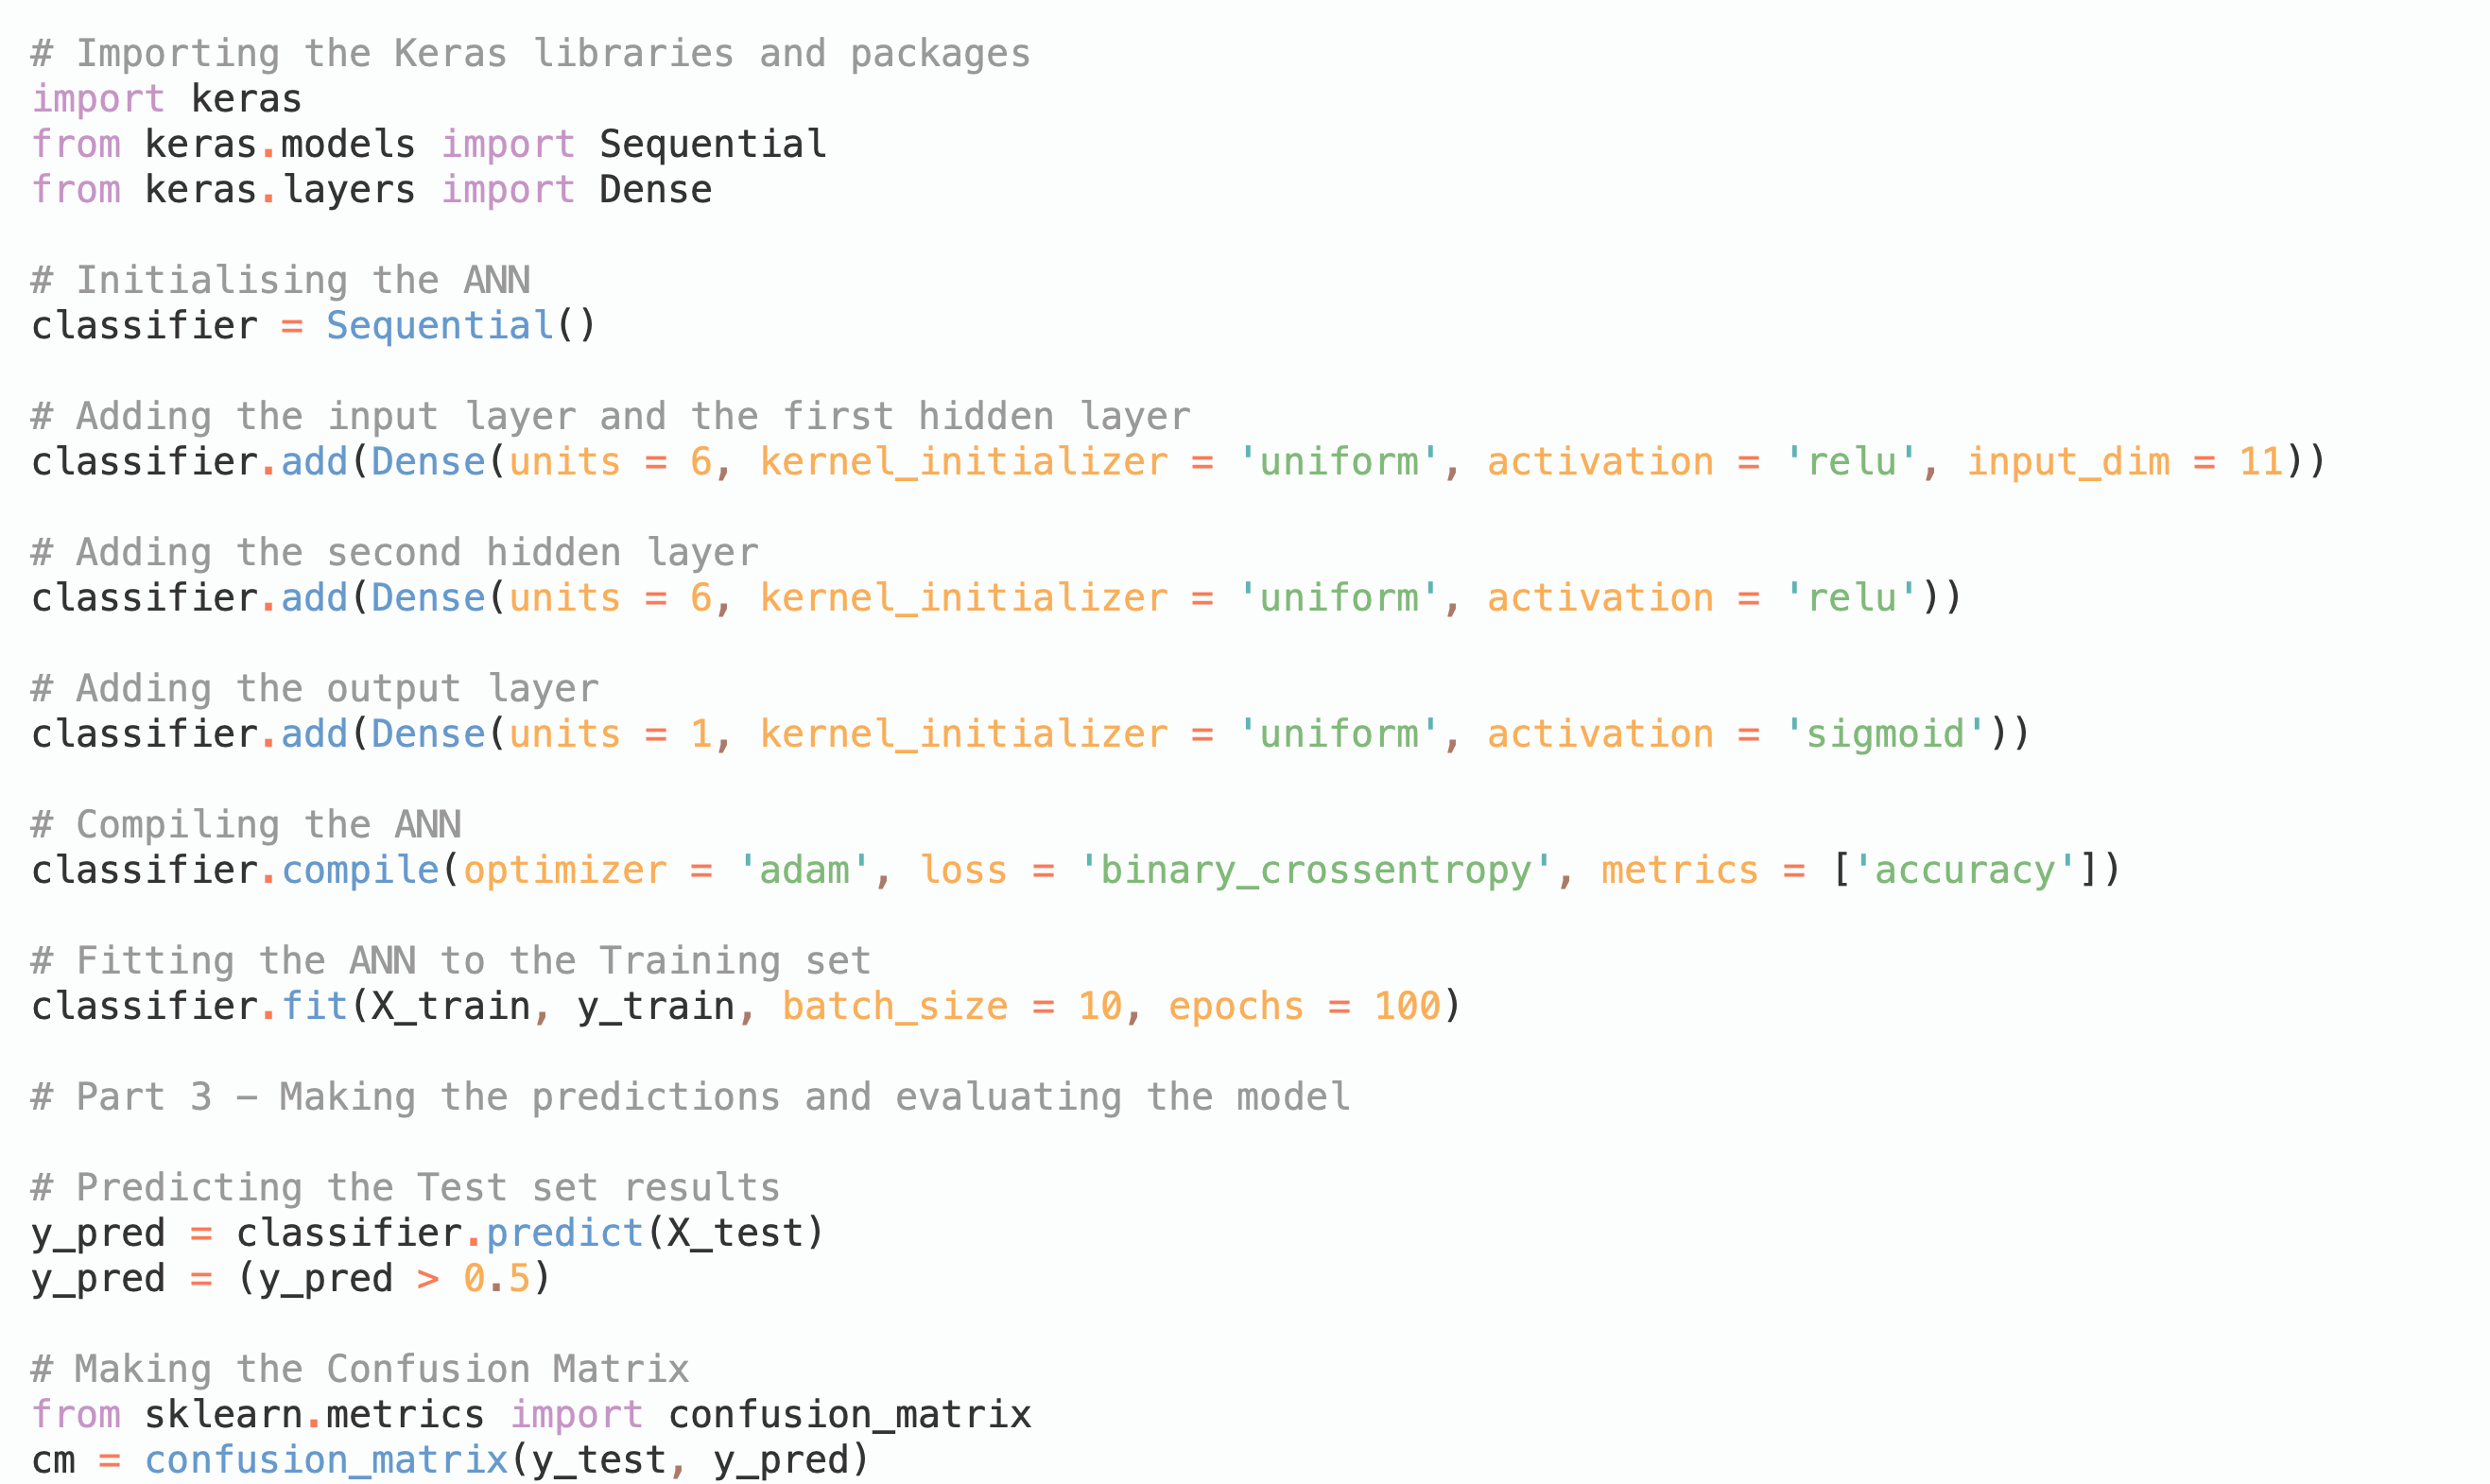 # Importing the Keras libraries and packages
import keras
from keras.models import Sequential
from keras.layers import Dense

# Initialising the ANN
classifier = Sequential()

# Adding the input layer and the first hidden layer
classifier.add(Dense(units = 6, kernel_initializer = 'uniform', activation = 'relu', input_dim = 11))

# Adding the second hidden layer
classifier.add(Dense(units = 6, kernel_initializer = 'uniform', activation = 'relu'))

# Adding the output layer
classifier.add(Dense(units = 1, kernel_initializer = 'uniform', activation = 'sigmoid'))

# Compiling the ANN
classifier.compile(optimizer = 'adam', loss = 'binary_crossentropy', metrics = ['accuracy'])

# Fitting the ANN to the Training set
classifier.fit(X_train, y_train, batch_size = 10, epochs = 100)

# Part 3 − Making the predictions and evaluating the model

# Predicting the Test set results
y_pred = classifier.predict(X_test)
y_pred = (y_pred > 0.5)

# Making the Confusion Matrix
from sklearn.metrics import confusion_matrix
cm = confusion_matrix(y_test, y_pred)